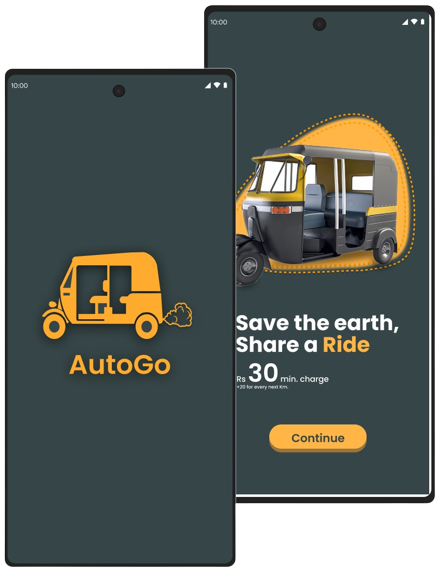 10:00
AutoGo
10:00
Save the earth,
Share a Ride
Rs 30 min. charge
+20 for every next Km.
Continue